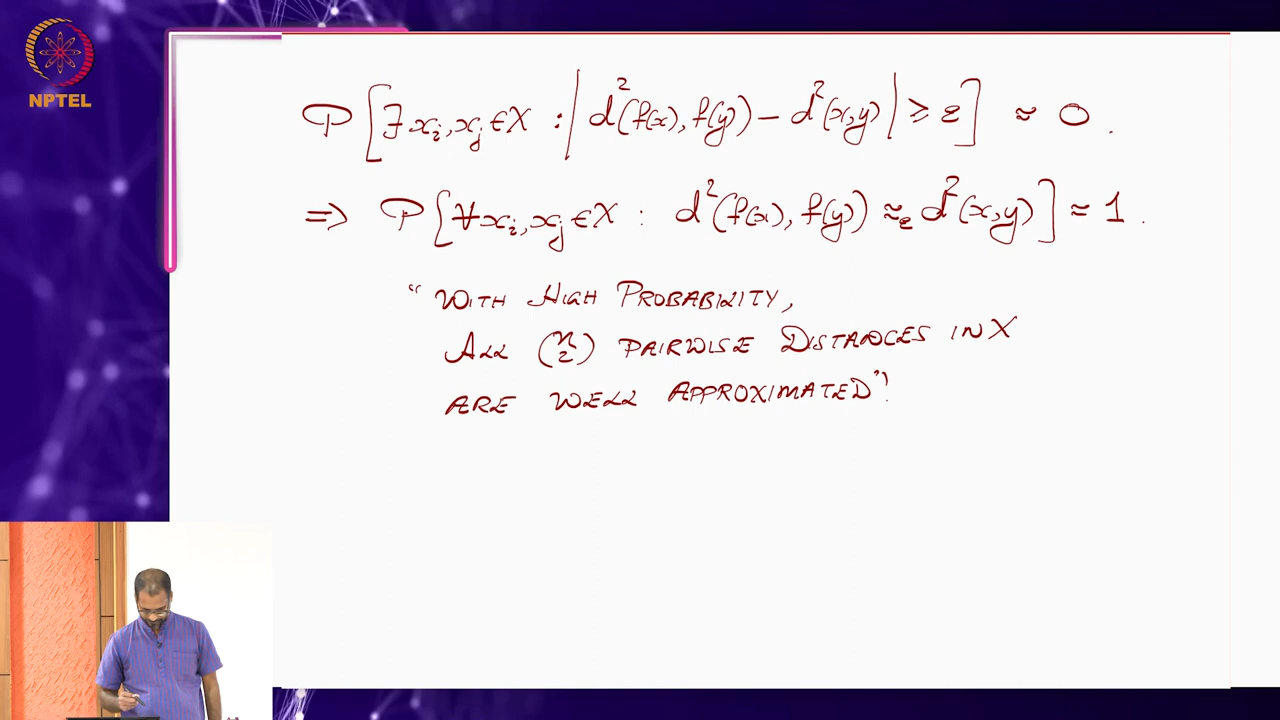 NPTEL
P[∃ x_i, x_j ∈ X : | d²(f(x), f(y)) − d²(x,y) | ≥ ε] ≈ 0.
⇒ P[∀ x_i, x_j ∈ X : d²(f(x), f(y)) ≈_ε d²(x,y)] ≈ 1.
"WITH HIGH PROBABILITY,
ALL (n 2) PAIRWISE DISTANCES IN X
ARE WELL APPROXIMATED".